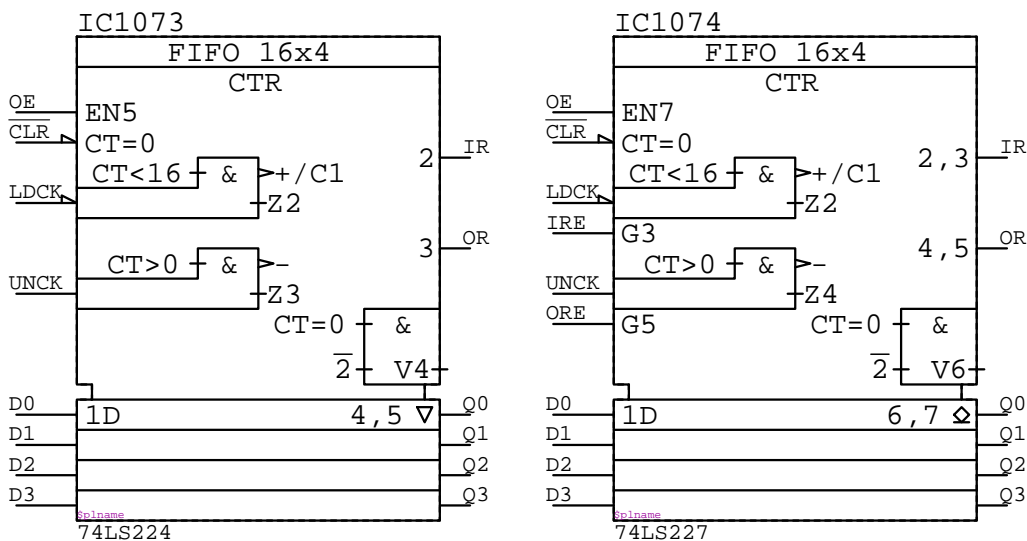 IC1073
FIFO 16x4
CTR
OE
EN5
CLR
CT=0
CT<16
&
+/C1
2
IR
LDCK
Z2
CT>0
&
-
3
OR
UNCK
Z3
CT=0
&
2
V4
D0
1D
4,5
Q0
D1
Q1
D2
Q2
D3
Q3
$plname
74LS224
IC1074
FIFO 16x4
CTR
OE
EN7
CLR
CT=0
CT<16
&
+/C1
2,3
IR
LDCK
Z2
IRE
G3
CT>0
&
-
4,5
OR
UNCK
Z4
ORE
G5
CT=0
&
2
V6
D0
1D
6,7
Q0
D1
Q1
D2
Q2
D3
Q3
$plname
74LS227